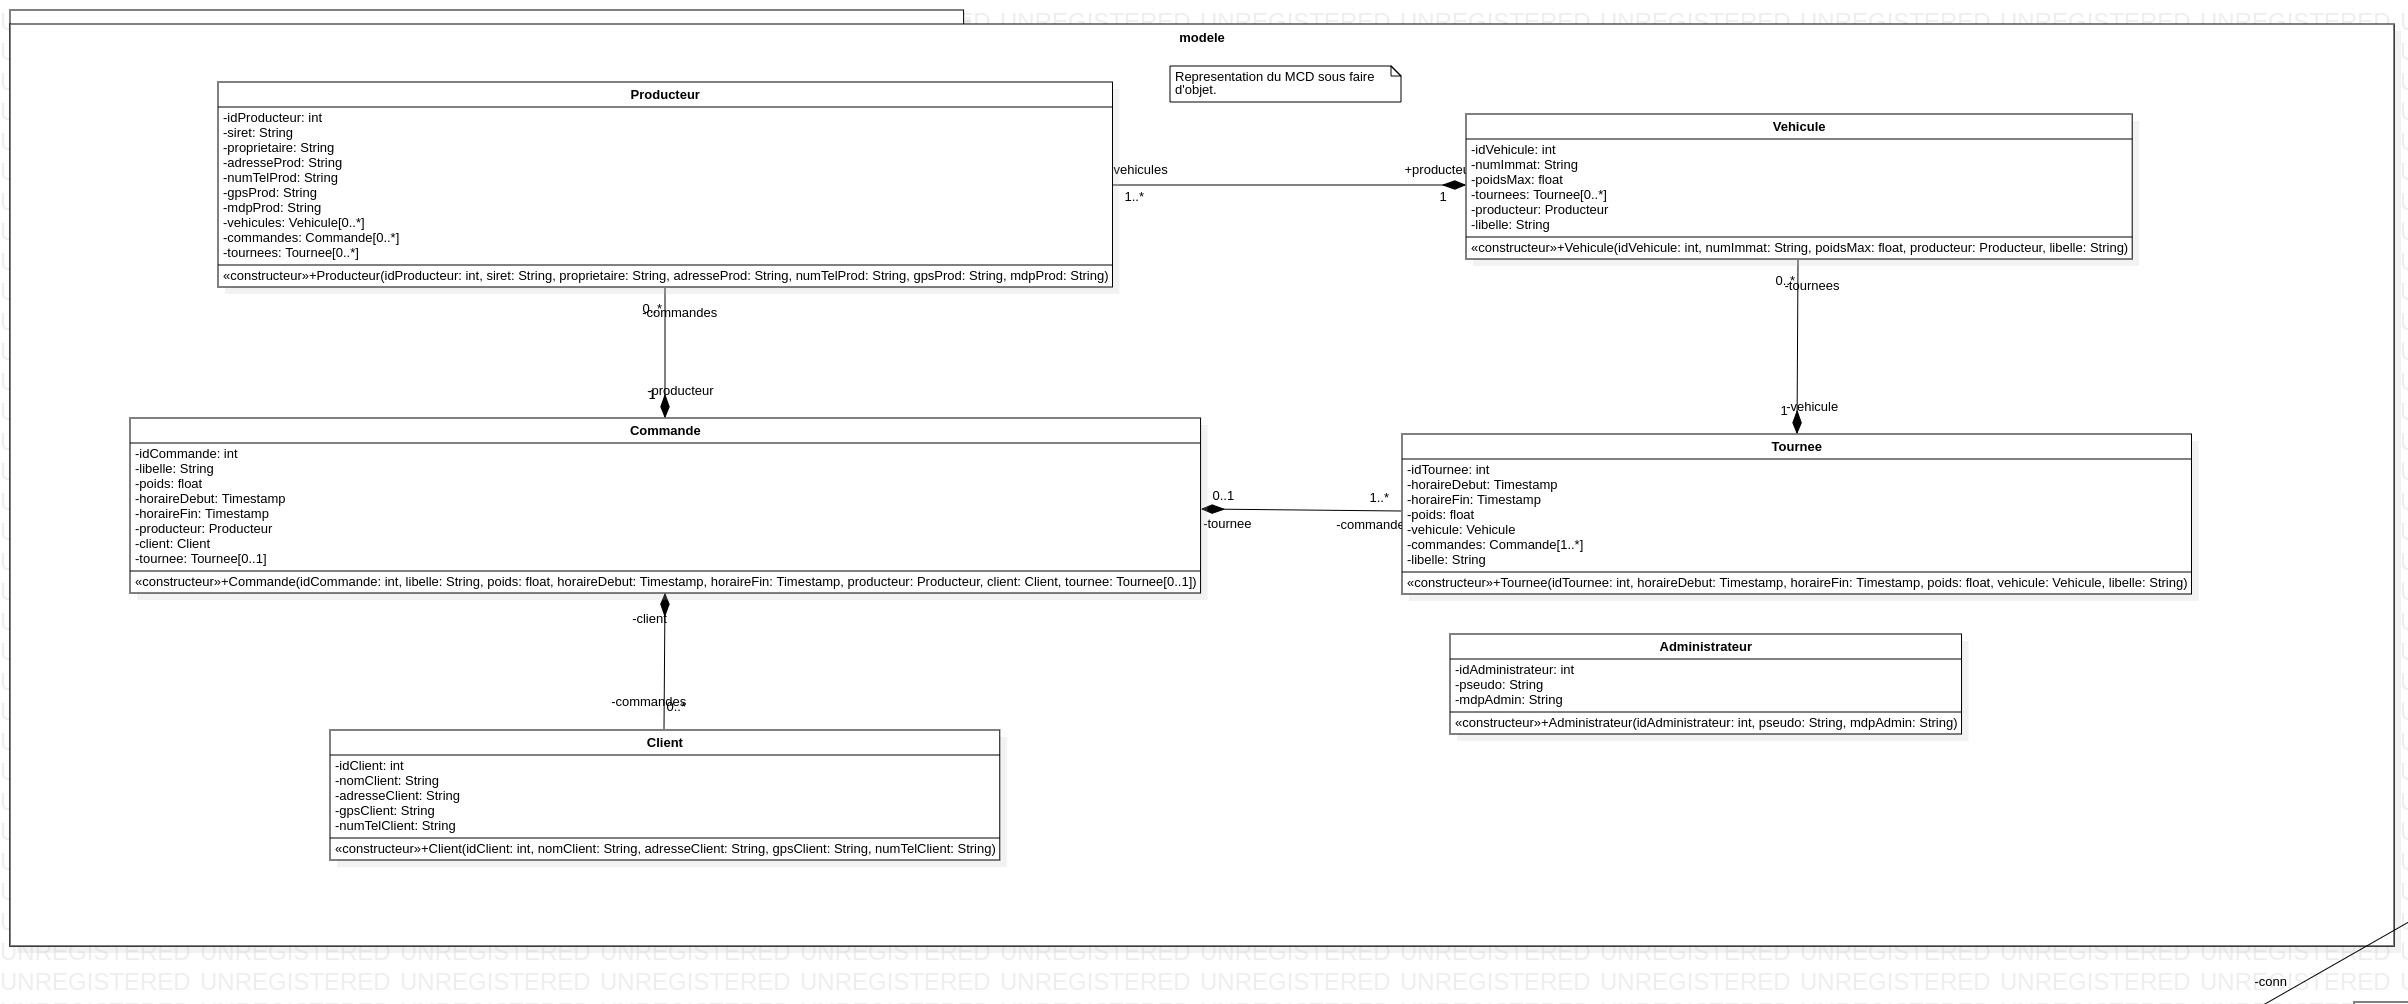 modele
Representation du MCD sous faire
d'objet.
Producteur
-idProducteur: int
-siret: String
-proprietaire: String
-adresseProd: String
-numTelProd: String
-gpsProd: String
-mdpProd: String
-vehicules: Vehicule[0..*]
-commandes: Commande[0..*]
-tournees: Tournee[0..*]
«constructeur»+Producteur(idProducteur: int, siret: String, proprietaire: String, adresseProd: String, numTelProd: String, gpsProd: String, mdpProd: String)
vehicules
1..*
+producteu
1
Vehicule
-idVehicule: int
-numImmat: String
-poidsMax: float
-tournees: Tournee[0..*]
-producteur: Producteur
-libelle: String
«constructeur»+Vehicule(idVehicule: int, numImmat: String, poidsMax: float, producteur: Producteur, libelle: String)
0..*
-commandes
-producteur
1
0..*
-tournees
-vehicule
1
Commande
-idCommande: int
-libelle: String
-poids: float
-horaireDebut: Timestamp
-horaireFin: Timestamp
-producteur: Producteur
-client: Client
-tournee: Tournee[0..1]
«constructeur»+Commande(idCommande: int, libelle: String, poids: float, horaireDebut: Timestamp, horaireFin: Timestamp, producteur: Producteur, client: Client, tournee: Tournee[0..1])
0..1
-tournee
1..*
-commande
Tournee
-idTournee: int
-horaireDebut: Timestamp
-horaireFin: Timestamp
-poids: float
-vehicule: Vehicule
-commandes: Commande[1..*]
-libelle: String
«constructeur»+Tournee(idTournee: int, horaireDebut: Timestamp, horaireFin: Timestamp, poids: float, vehicule: Vehicule, libelle: String)
-client
-commandes
0..*
Administrateur
-idAdministrateur: int
-pseudo: String
-mdpAdmin: String
«constructeur»+Administrateur(idAdministrateur: int, pseudo: String, mdpAdmin: String)
Client
-idClient: int
-nomClient: String
-adresseClient: String
-gpsClient: String
-numTelClient: String
«constructeur»+Client(idClient: int, nomClient: String, adresseClient: String, gpsClient: String, numTelClient: String)
UNREGISTERED UNREGISTERED UNREGISTERED UNREGISTERED UNREGISTERED UNREGISTERED UNREGISTERED UNREGISTERED UNREGISTERED UNREGISTERED UNREGISTERED UNREGISTERED
-conn